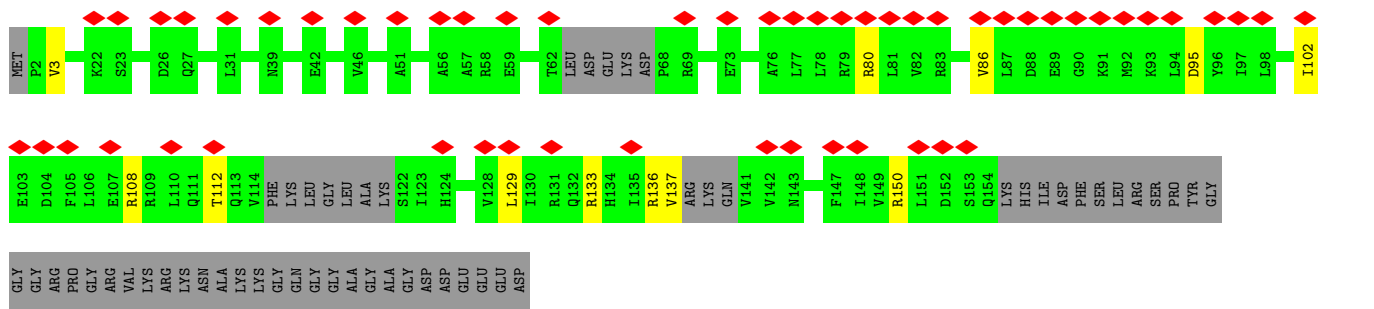 MET P2 V3 K22 S23 D26 Q27 L31 N39 E42 V46 A51 A56 A57 R58 E59 T62 LEU ASP GLU LYS ASP P68 R69 E73 A76 L77 L78 R79 R80 L81 V82 R83 V86 L87 D88 E89 G90 K91 M92 K93 L94 D95 Y96 I97 L98 I102
E103 D104 F105 L106 E107 R108 R109 L110 Q111 T112 Q113 V114 PHE LYS LEU GLY LEU ALA LYS S122 I123 H124 V128 L129 I130 R131 Q132 R133 H134 I135 R136 V137 ARG LYS GLN V141 V142 N143 F147 I148 V149 R150 L151 D152 S153 Q154 LYS HIS ILE ASP PHE SER LEU ARG SER PRO TYR GLY
GLY GLY ARG PRO GLY ARG VAL LYS ARG LYS ASN ALA LYS LYS GLY GLN GLY GLY ALA GLY ALA GLY ASP ASP GLU GLU GLU ASP